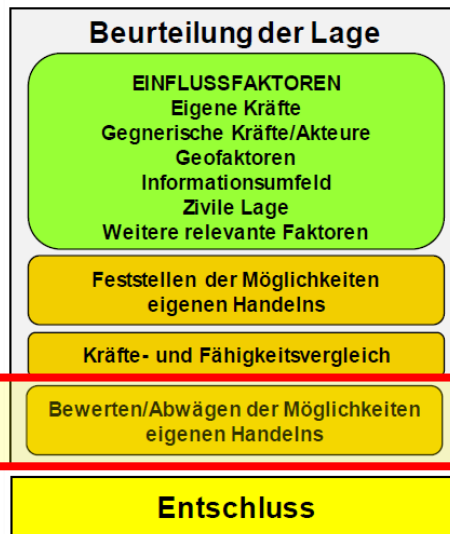 Beurteilung der Lage
EINFLUSSFAKTOREN
Eigene Kräfte
Gegnerische Kräfte/Akteure
Geofaktoren
Informationsumfeld
Zivile Lage
Weitere relevante Faktoren
Feststellen der Möglichkeiten
eigenen Handelns
Kräfte- und Fähigkeitsvergleich
Bewerten/Abwägen der Möglichkeiten
eigenen Handelns
Entschluss